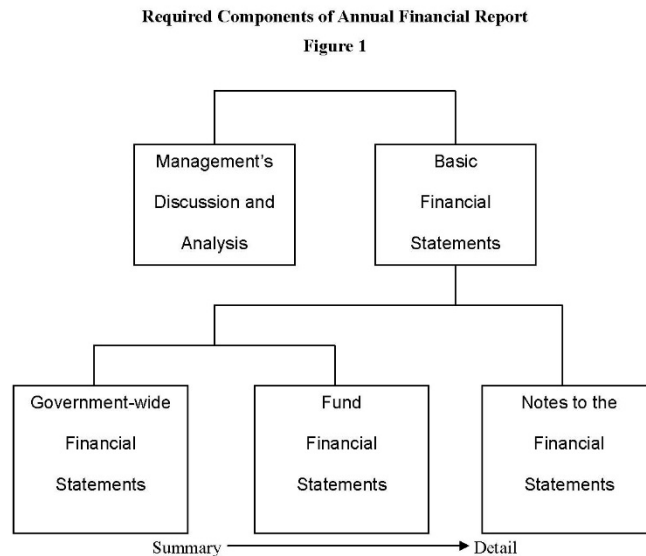 Required Components of Annual Financial Report
Figure 1
Management's
Discussion and
Analysis
Basic
Financial
Statements
Government-wide
Financial
Statements
Fund
Financial
Statements
Notes to the
Financial
Statements
Summary
Detail